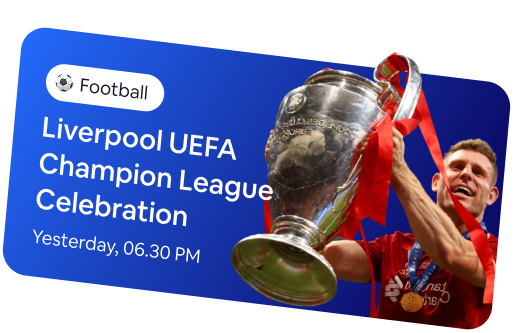 Football
Liverpool UEFA
Champion League
Celebration
Yesterday, 06.30 PM